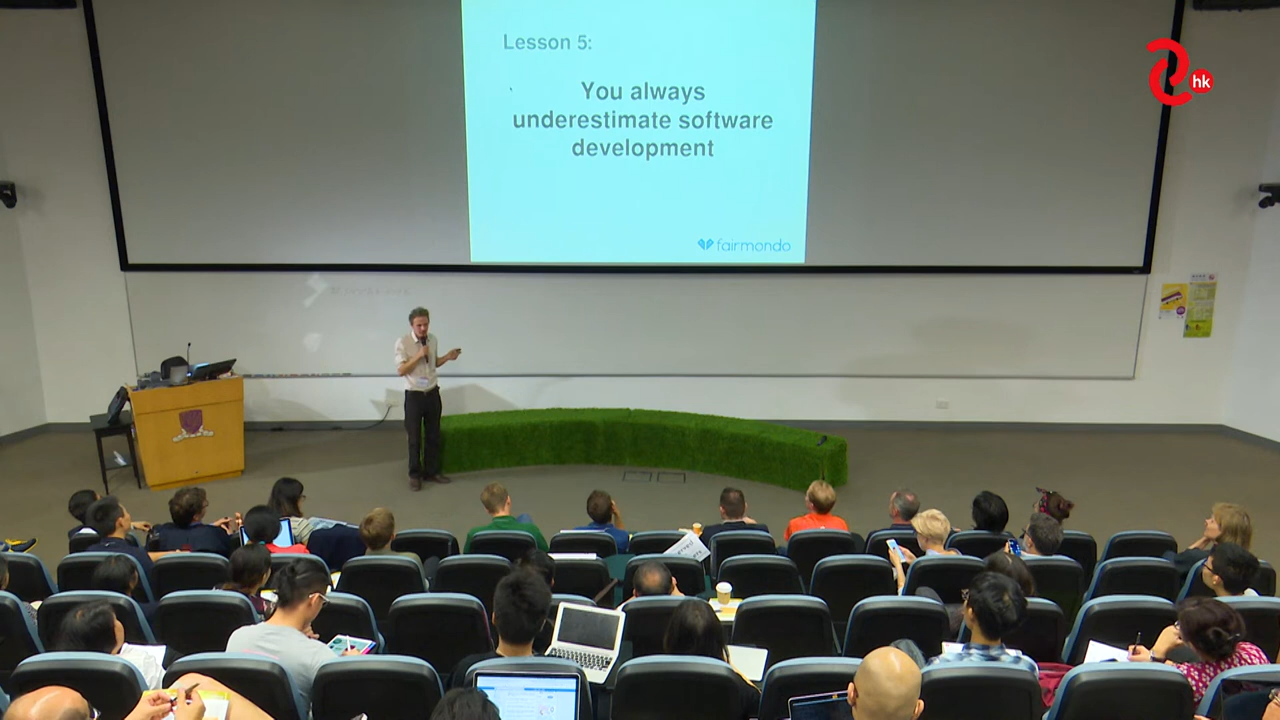 Lesson 5:
You always
underestimate software
development
fairmondo
hk